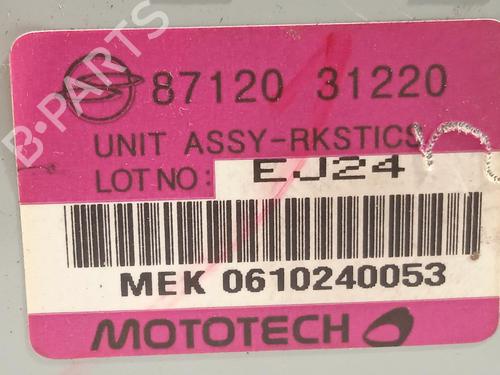 87120 31220
UNIT ASSY-RKSTICS
LOT NO: EJ24
MEK 0610240053
MOTOTECH
B-PARTS